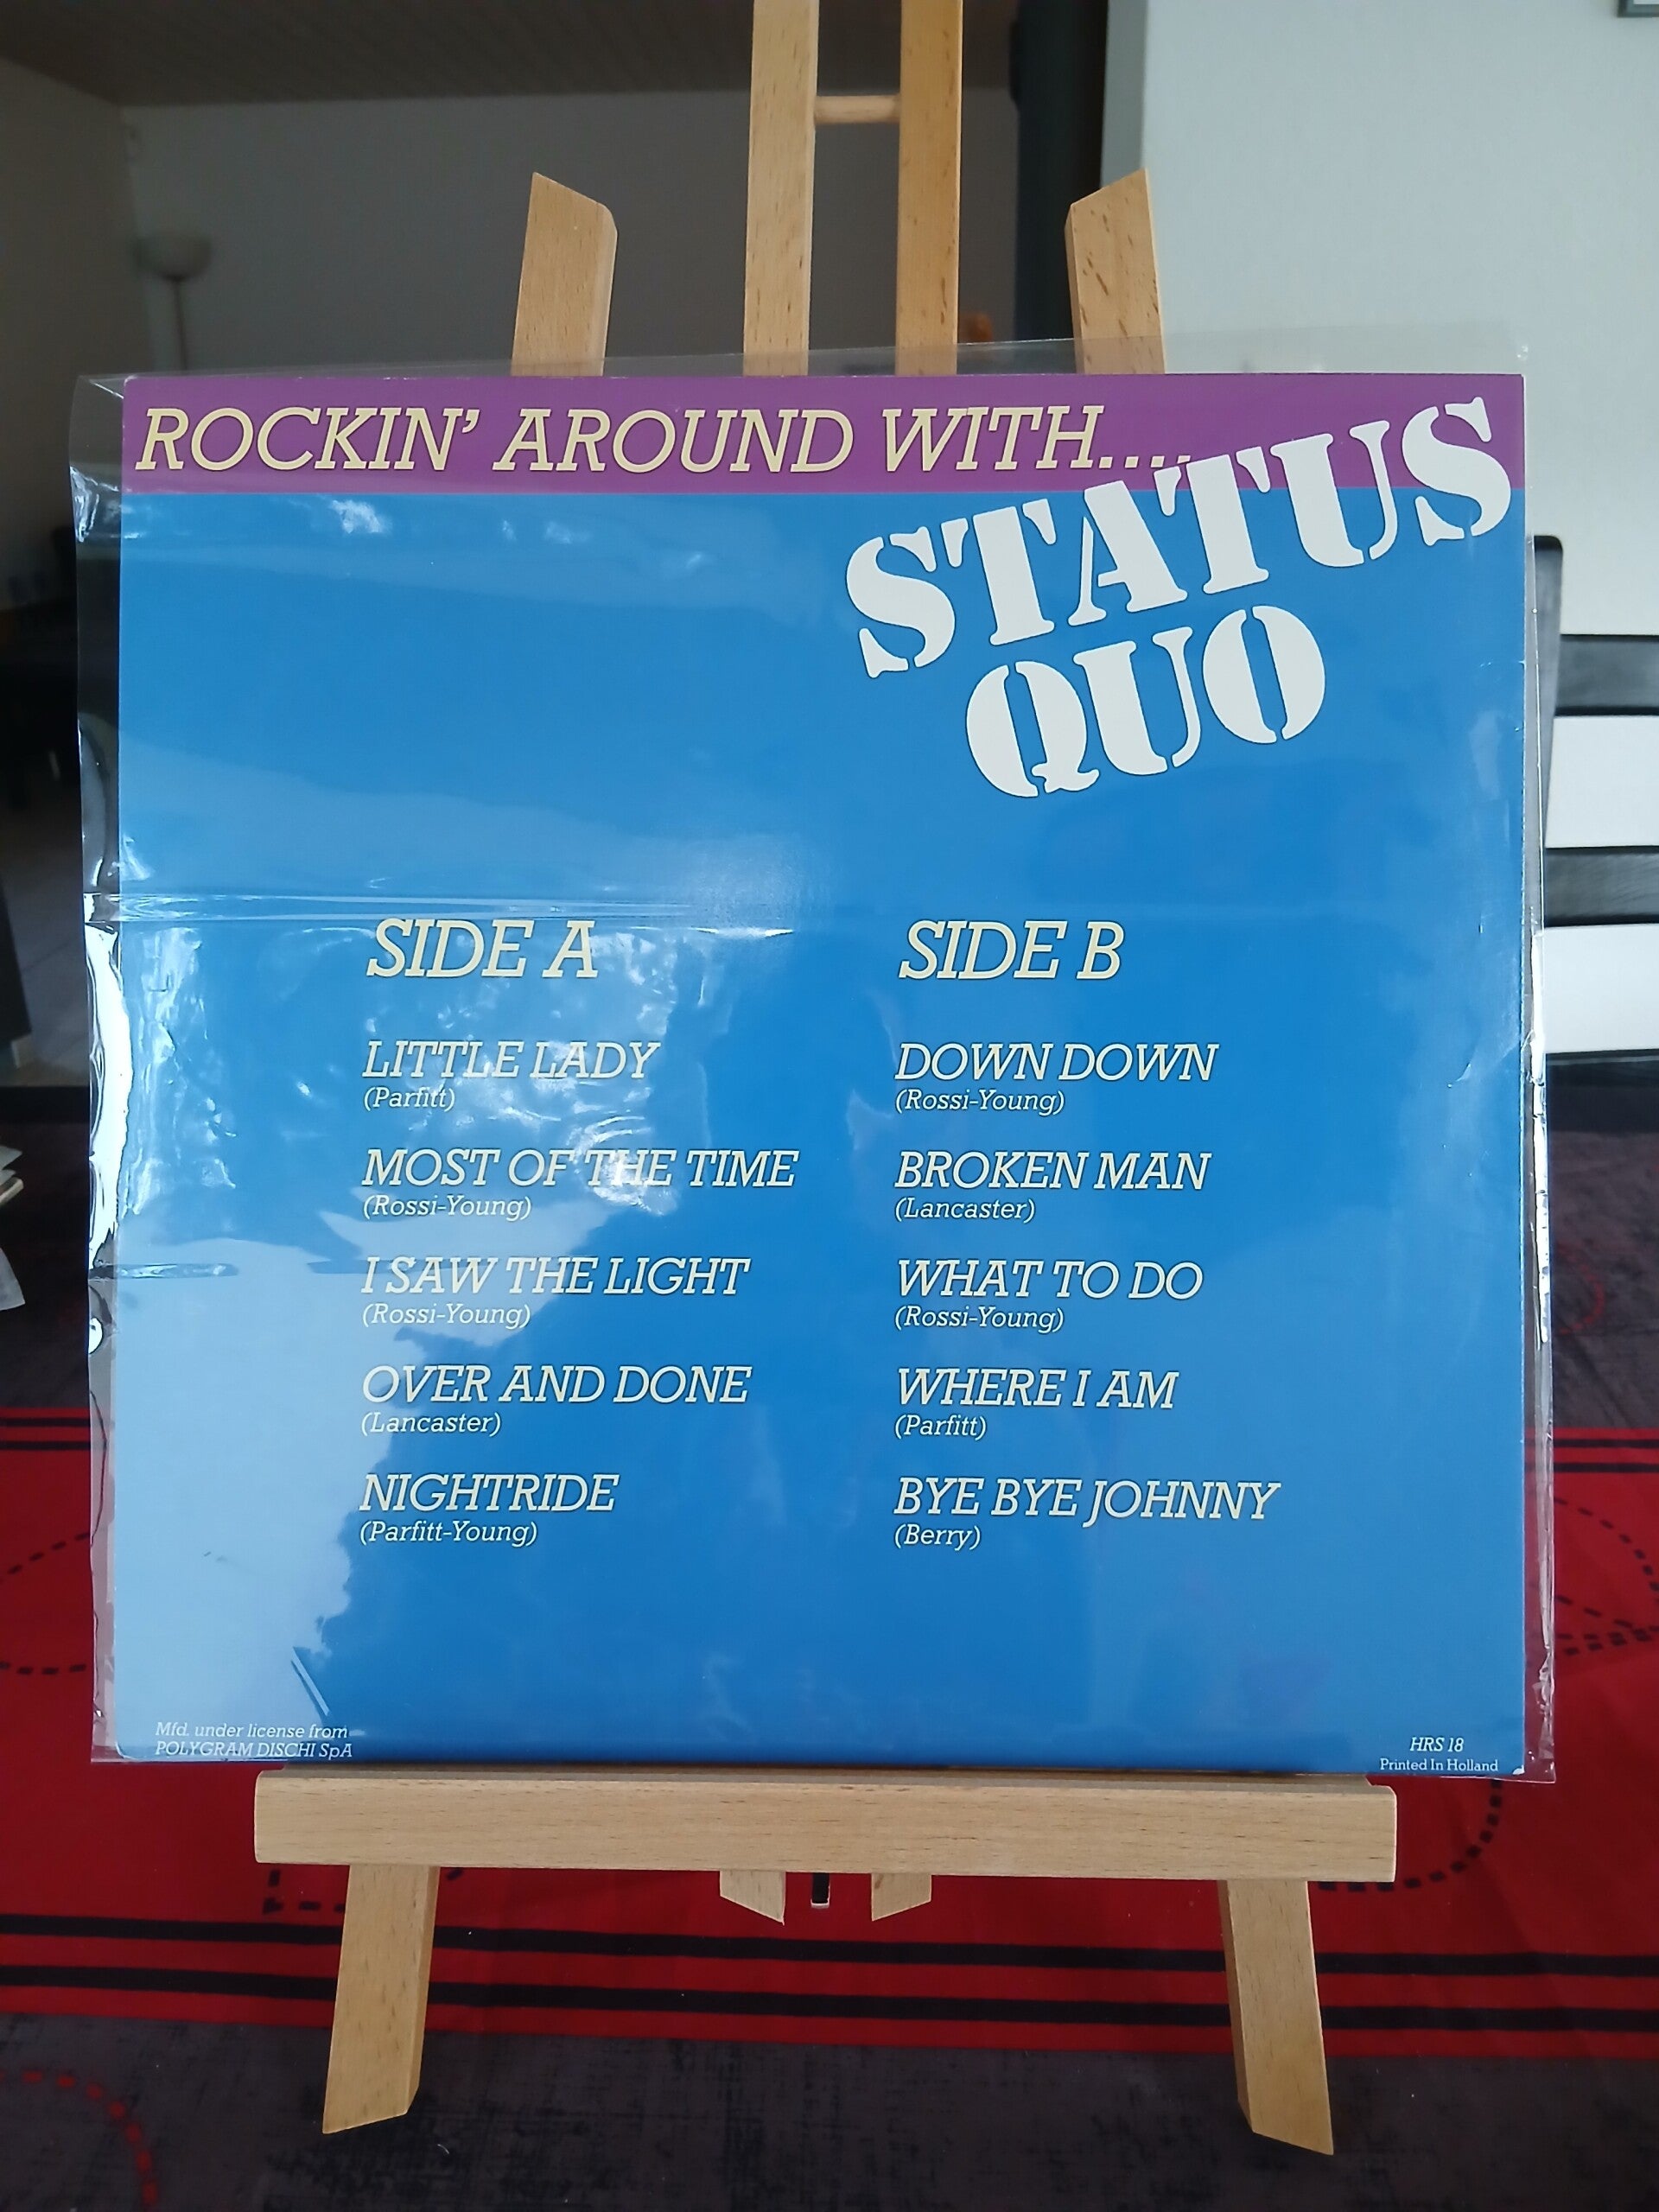 ROCKIN' AROUND WITH....
STATUS
QUO
SIDE A
LITTLE LADY
(Parfitt)
MOST OF THE TIME
(Rossi-Young)
I SAW THE LIGHT
(Rossi-Young)
OVER AND DONE
(Lancaster)
NIGHTRIDE
(Parfitt-Young)
SIDE B
DOWN DOWN
(Rossi-Young)
BROKEN MAN
(Lancaster)
WHAT TO DO
(Rossi-Young)
WHERE I AM
(Parfitt)
BYE BYE JOHNNY
(Berry)
Mfd. under license from
POLYGRAM DISCHI SpA
HRS 18
Printed In Holland